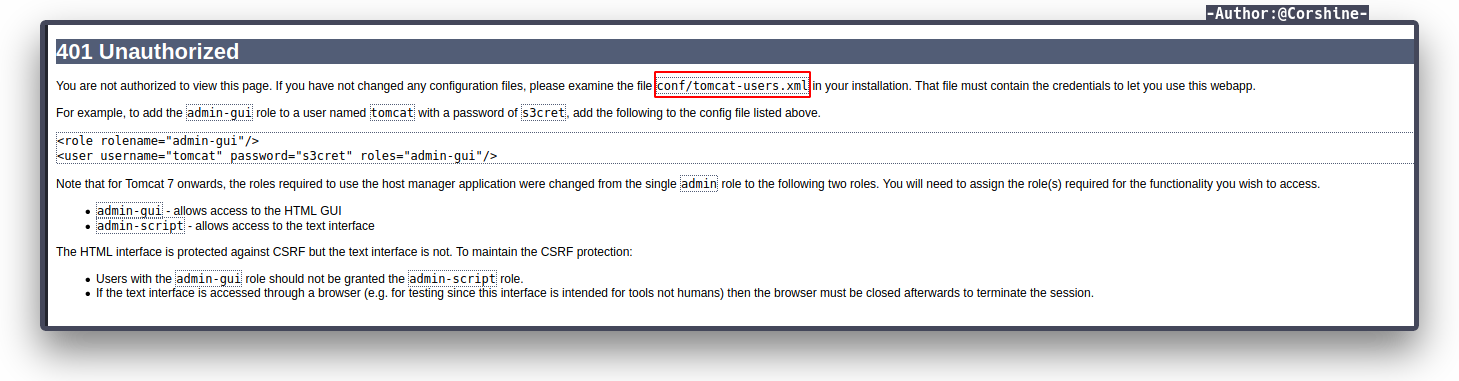 -Author:@Corshine-
401 Unauthorized
You are not authorized to view this page. If you have not changed any configuration files, please examine the file conf/tomcat-users.xml in your installation. That file must contain the credentials to let you use this webapp.
For example, to add the admin-gui role to a user named tomcat with a password of s3cret, add the following to the config file listed above.
<role rolename="admin-gui"/>
<user username="tomcat" password="s3cret" roles="admin-gui"/>
Note that for Tomcat 7 onwards, the roles required to use the host manager application were changed from the single admin role to the following two roles. You will need to assign the role(s) required for the functionality you wish to access.
• admin-gui - allows access to the HTML GUI
• admin-script - allows access to the text interface
The HTML interface is protected against CSRF but the text interface is not. To maintain the CSRF protection:
• Users with the admin-gui role should not be granted the admin-script role.
• If the text interface is accessed through a browser (e.g. for testing since this interface is intended for tools not humans) then the browser must be closed afterwards to terminate the session.